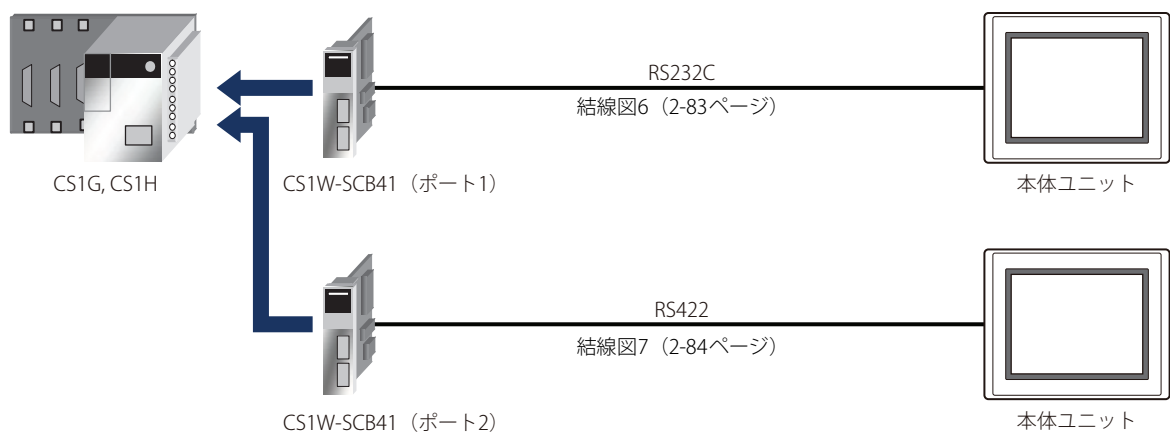 RS232C
結線図6（2-83ページ）
CS1G, CS1H
CS1W-SCB41（ポート1）
本体ユニット
RS422
結線図7（2-84ページ）
CS1W-SCB41（ポート2）
本体ユニット